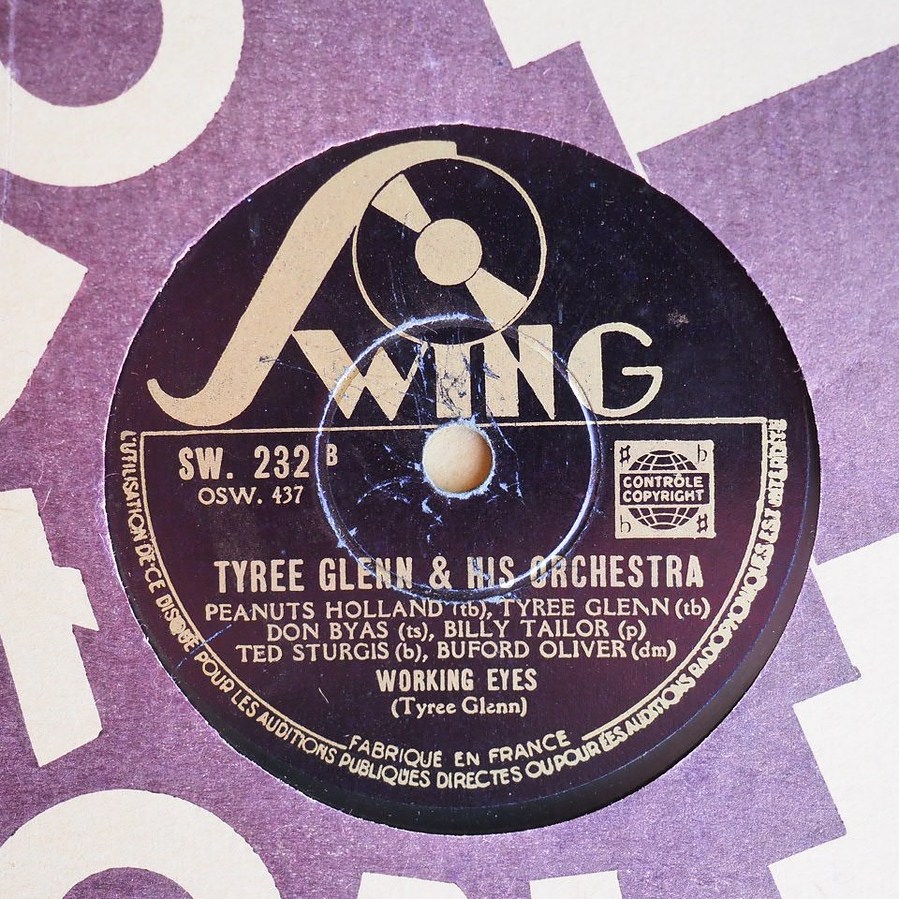 SWING
SW. 232 B
OSW. 437
CONTRÔLE
COPYRIGHT
TYREE GLENN & HIS ORCHESTRA
PEANUTS HOLLAND (tb), TYREE GLENN (tb)
DON BYAS (ts), BILLY TAILOR (p)
TED STURGIS (b), BUFORD OLIVER (dm)
WORKING EYES
(Tyree Glenn)
FABRIQUÉ EN FRANCE
L'UTILISATION DE CE DISQUE POUR LES AUDITIONS PUBLIQUES DIRECTES OU POUR LES AUDITIONS RADIOPHONIQUES EST INTERDITE